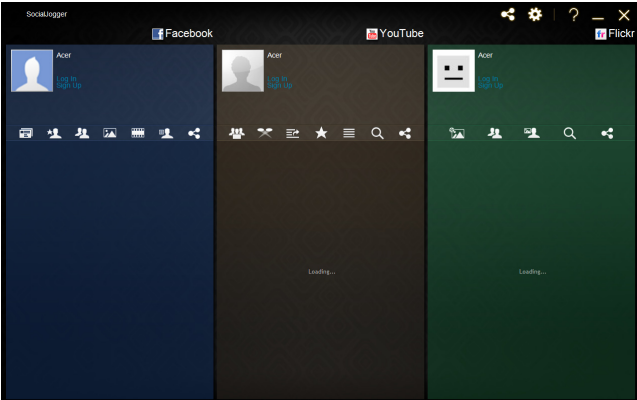 SocialJogger
Facebook
YouTube
Flickr
Acer
Log In
Sign Up
Acer
Log In
Sign Up
Acer
Log In
Sign Up
Loading...
Loading...